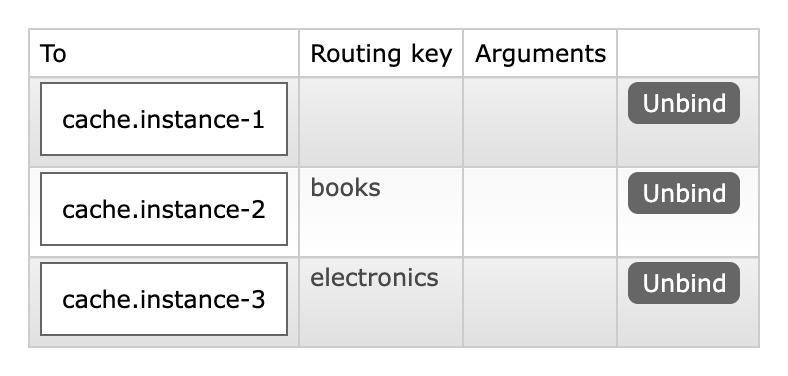 To Routing key Arguments
cache.instance-1 Unbind
cache.instance-2 books Unbind
cache.instance-3 electronics Unbind